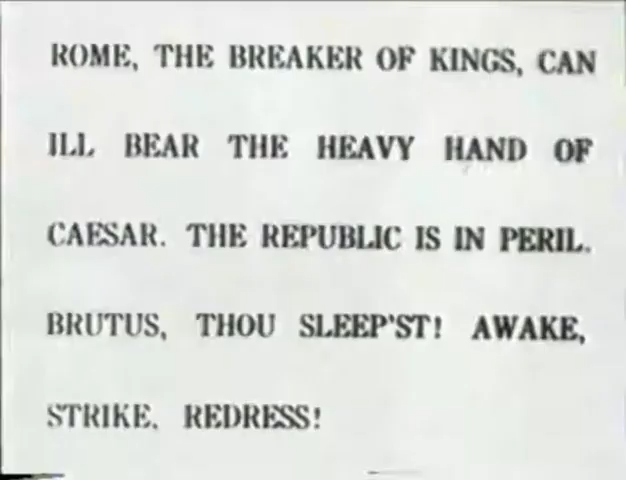 ROME, THE BREAKER OF KINGS, CAN
ILL BEAR THE HEAVY HAND OF
CAESAR. THE REPUBLIC IS IN PERIL.
BRUTUS, THOU SLEEP'ST! AWAKE,
STRIKE, REDRESS!